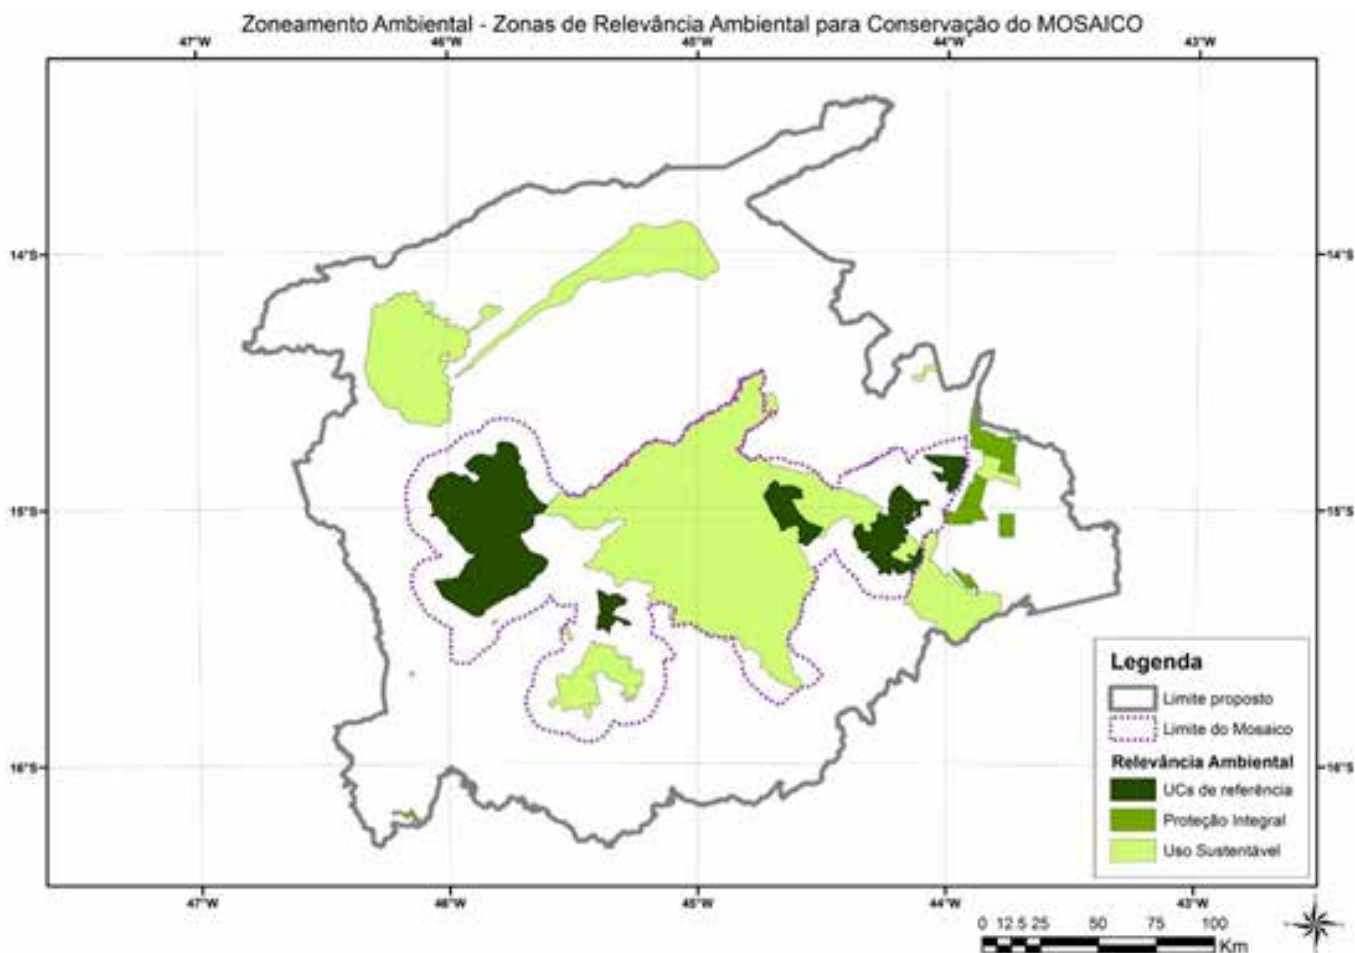 Zoneamento Ambiental - Zonas de Relevância Ambiental para Conservação do MOSAICO
47°W 46°W 45°W 44°W 43°W
14°S 14°S
15°S 15°S
16°S 16°S
Legenda
Limite proposto
Limite do Mosaico
Relevância Ambiental
UCs de referência
Proteção Integral
Uso Sustentável
47°W 46°W 45°W 44°W 43°W
0 12.5 25 50 75 100
Km